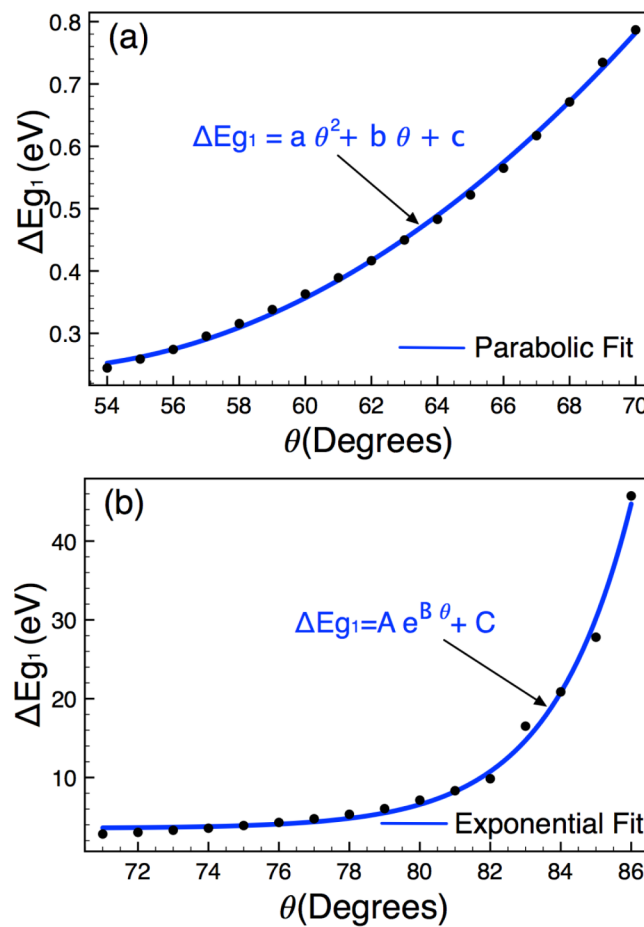 (a)
0.8
0.7
0.6
0.5
0.4
0.3
ΔEg₁ (eV)
ΔEg₁ = a θ² + b θ + c
Parabolic Fit
54 56 58 60 62 64 66 68 70
θ(Degrees)
(b)
40
30
20
10
ΔEg₁ (eV)
ΔEg₁=A e^{B θ}+ C
Exponential Fit
72 74 76 78 80 82 84 86
θ(Degrees)